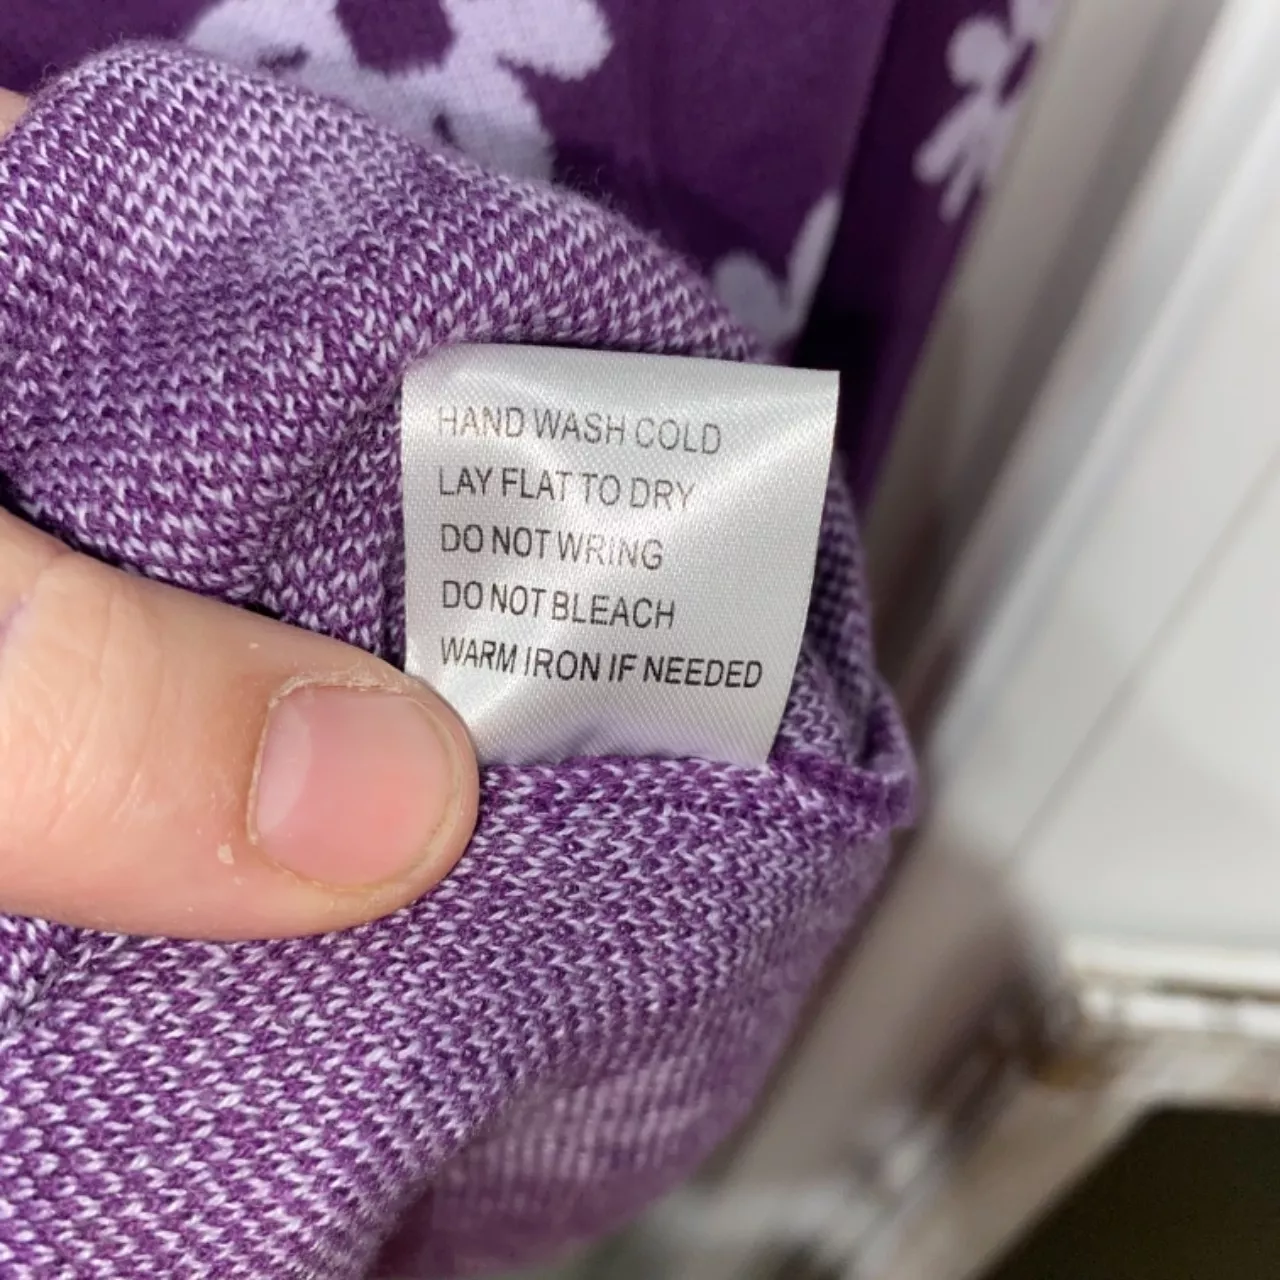 HAND WASH COLD
LAY FLAT TO DRY
DO NOT WRING
DO NOT BLEACH
WARM IRON IF NEEDED